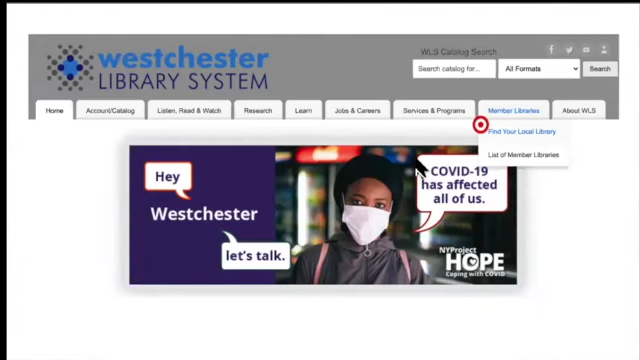 westchester
LIBRARY SYSTEM
WLS Catalog Search
Search catalog for...
All Formats
Search
Home
Account/Catalog
Listen, Read & Watch
Research
Learn
Jobs & Careers
Services & Programs
Member Libraries
About WLS
Find Your Local Library
List of Member Libraries
Hey
Westchester
let's talk.
COVID-19
has affected
all of us.
NYProject
HOPE
Coping with COVID